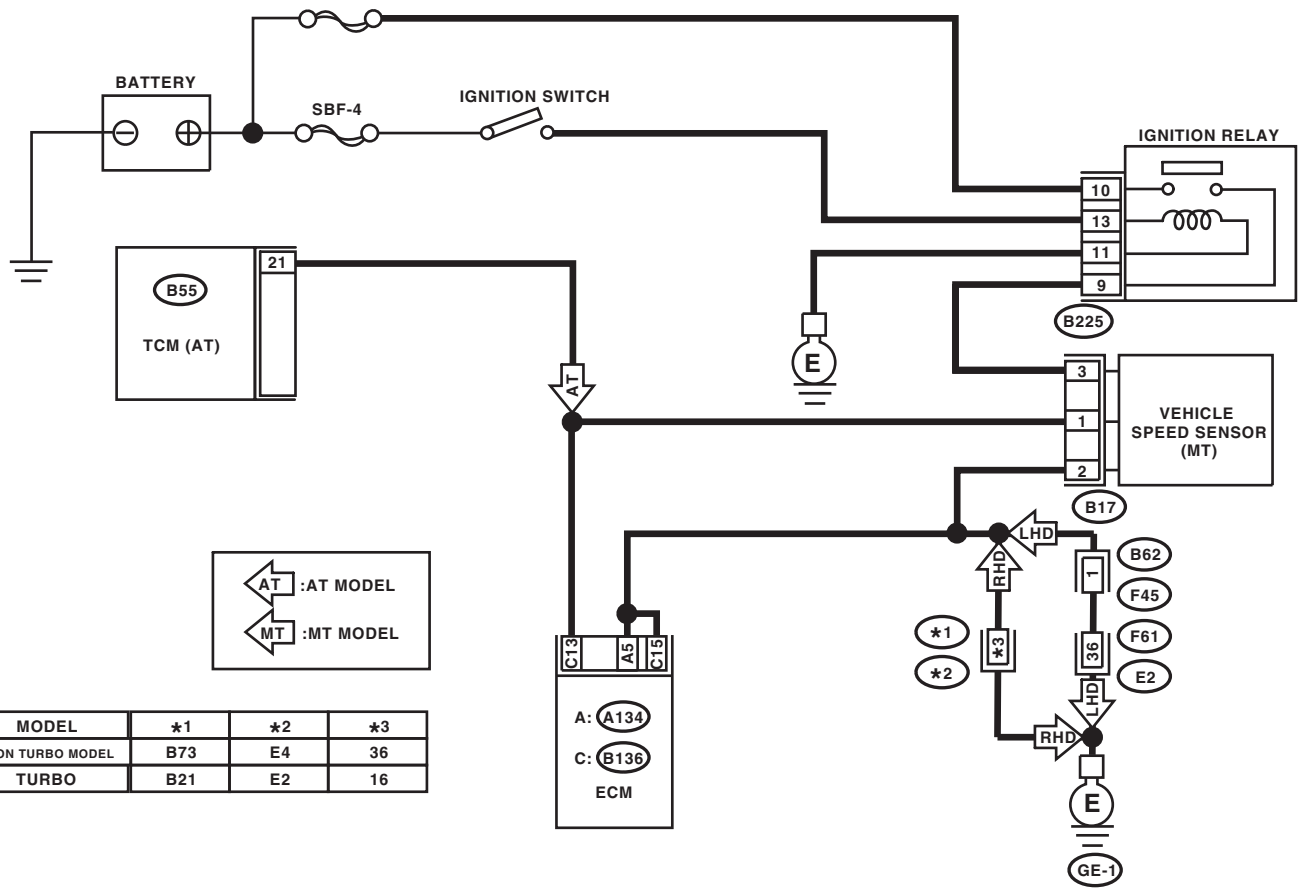 BATTERY
SBF-4
IGNITION SWITCH
IGNITION RELAY
10
13
11
9
B225
21
B55
TCM (AT)
AT
E
3
1
2
VEHICLE
SPEED SENSOR
(MT)
B17
LHD
RHD
1
B62
F45
*1
*2
*3
36
F61
E2
LHD
RHD
E
GE-1
AT :AT MODEL
MT :MT MODEL
C13 A5 C15
A: A134
C: B136
ECM
MODEL *1 *2 *3
ON TURBO MODEL B73 E4 36
TURBO B21 E2 16